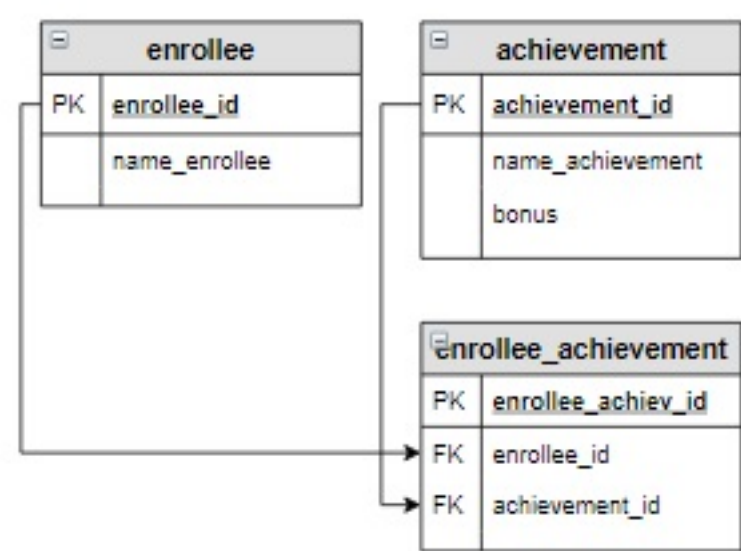 enrollee
PK enrollee_id
name_enrollee
achievement
PK achievement_id
name_achievement
bonus
enrollee_achievement
PK enrollee_achiev_id
FK enrollee_id
FK achievement_id